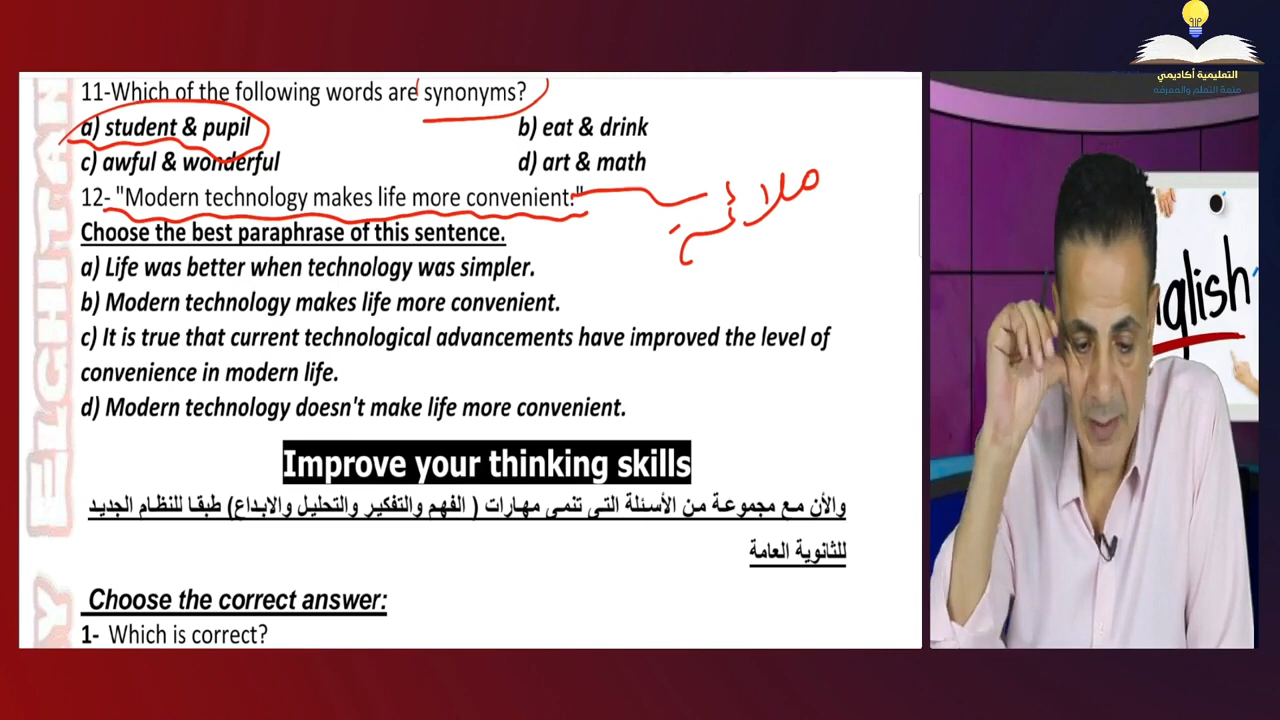 التعليمية أكاديمي
منصة التعلم والمعرفة
11-Which of the following words are synonyms?
a) student & pupil
b) eat & drink
c) awful & wonderful
d) art & math
12- "Modern technology makes life more convenient."
ملائمة
Choose the best paraphrase of this sentence.
a) Life was better when technology was simpler.
b) Modern technology makes life more convenient.
c) It is true that current technological advancements have improved the level of
convenience in modern life.
d) Modern technology doesn't make life more convenient.
Improve your thinking skills
والأن مع مجموعة من الأسئلة التى تنمى مهارات ( الفهم والتفكير والتحليل والابداع) طبقا للنظام الجديد
للثانوية العامة
Choose the correct answer:
1- Which is correct?
ELGHITAN
glish